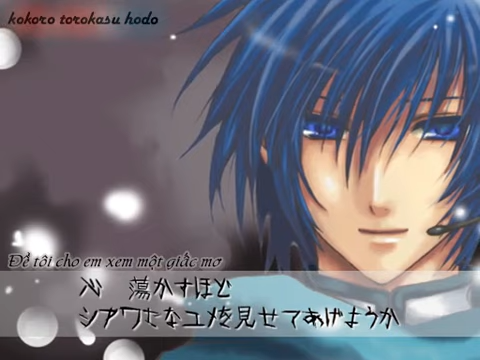 kokoro torokasu hodo
Để tôi cho em xem một giấc mơ
心 蕩かすほど
シアワセなユメを見せてあげようか